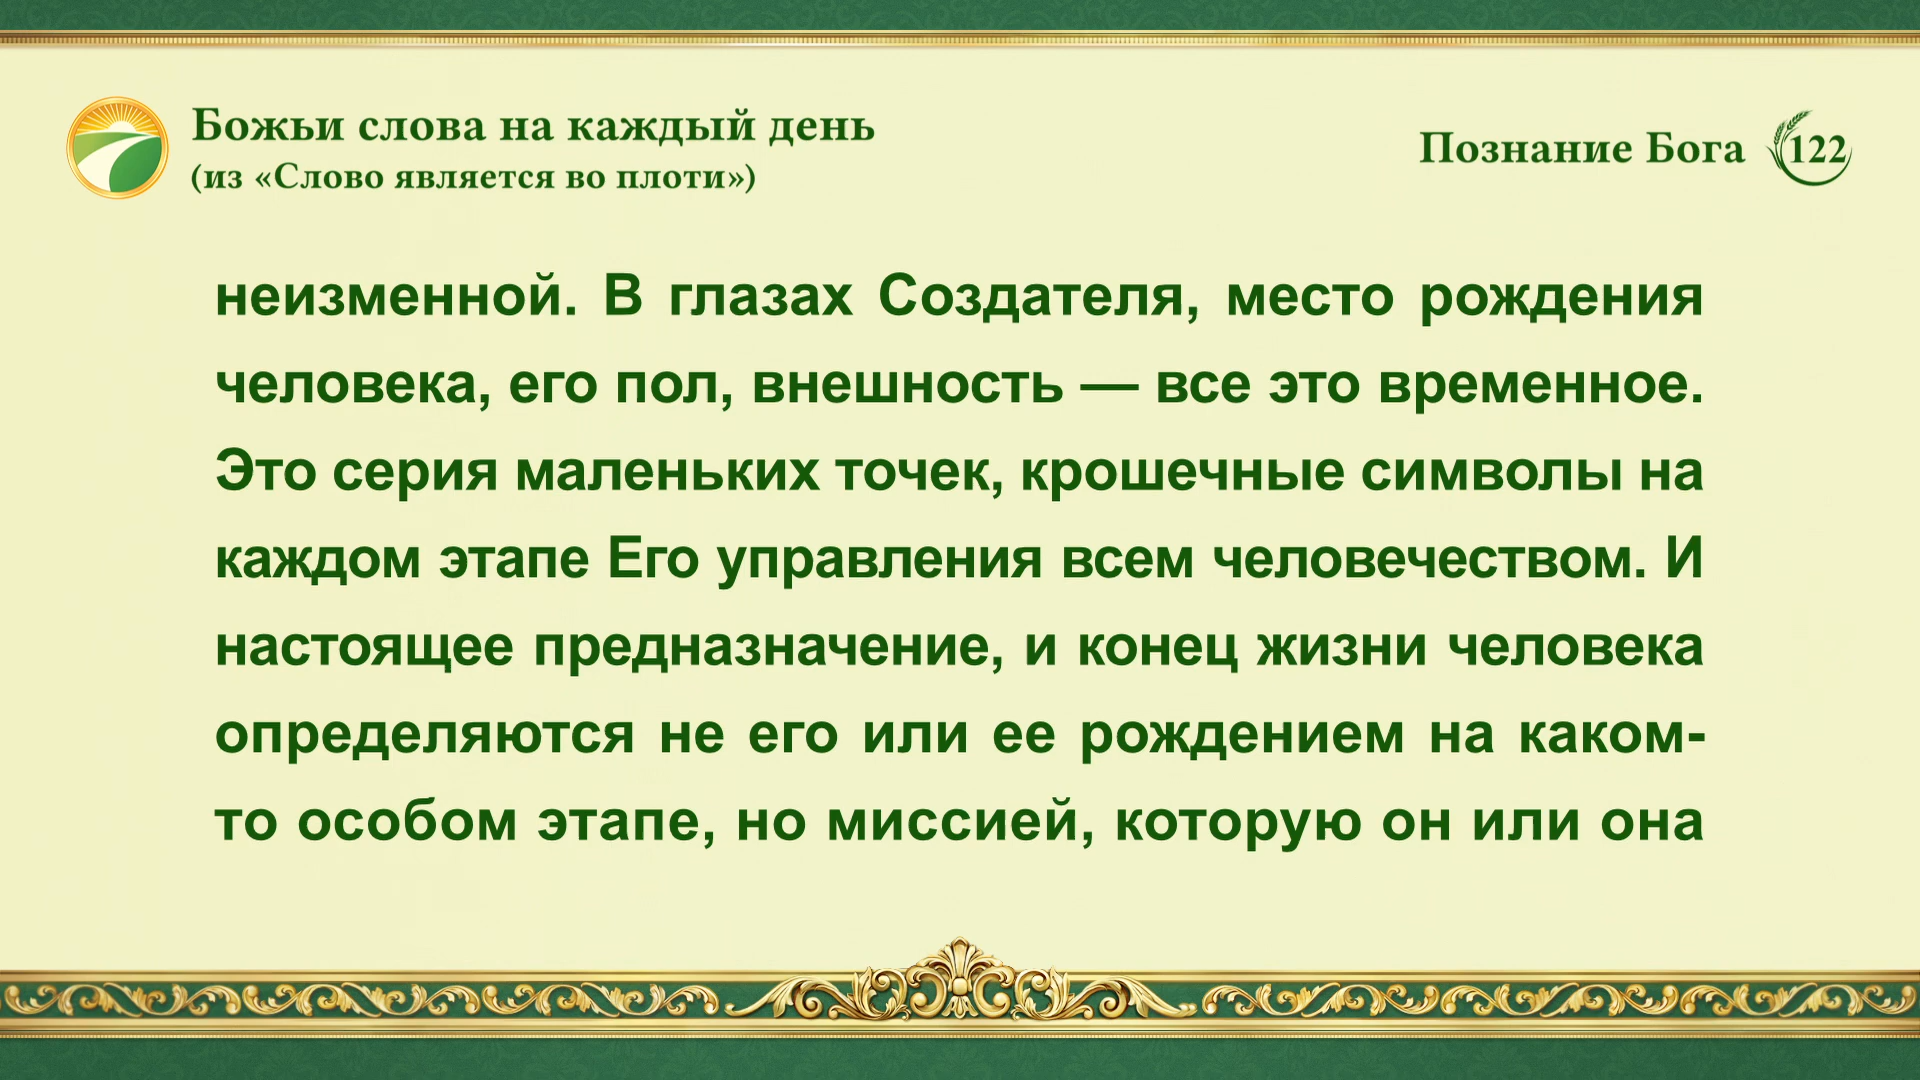 Божьи слова на каждый день
(из «Слово является во плоти»)
Познание Бога 122
неизменной. В глазах Создателя, место рождения
человека, его пол, внешность — все это временное.
Это серия маленьких точек, крошечные символы на
каждом этапе Его управления всем человечеством. И
настоящее предназначение, и конец жизни человека
определяются не его или ее рождением на каком-
то особом этапе, но миссией, которую он или она